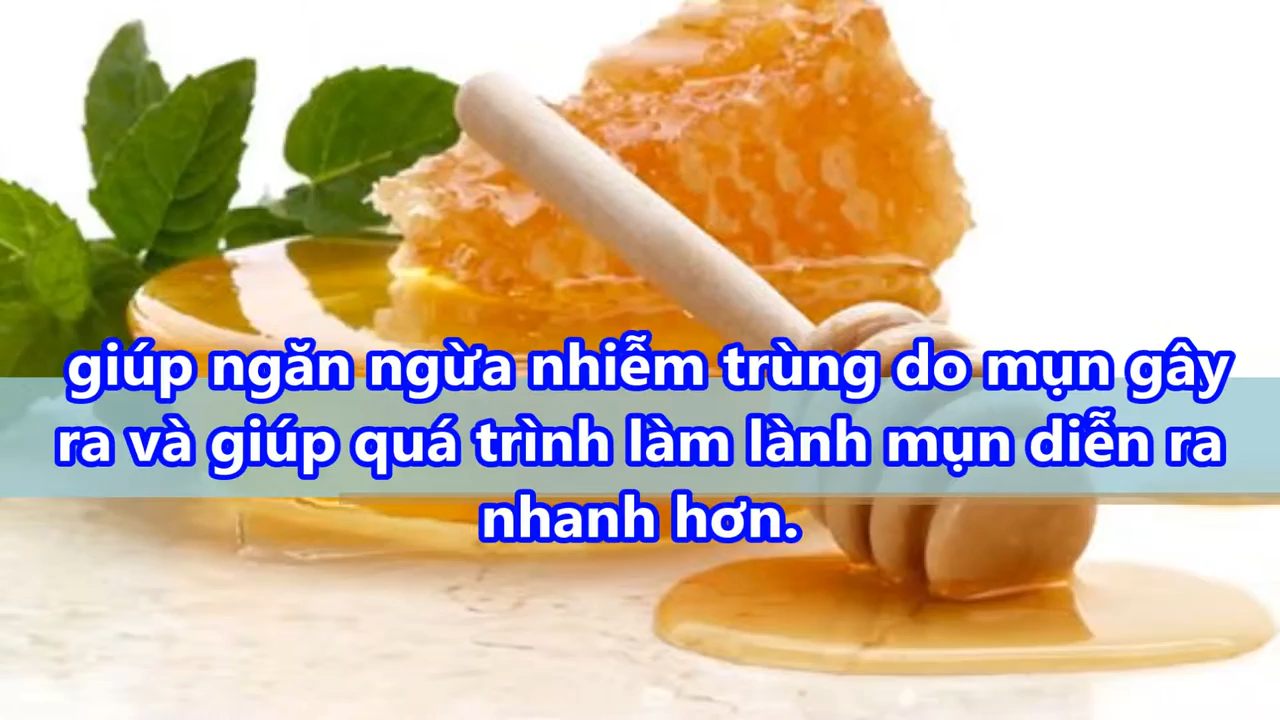 giúp ngăn ngừa nhiễm trùng do mụn gây
ra và giúp quá trình làm lành mụn diễn ra
nhanh hơn.